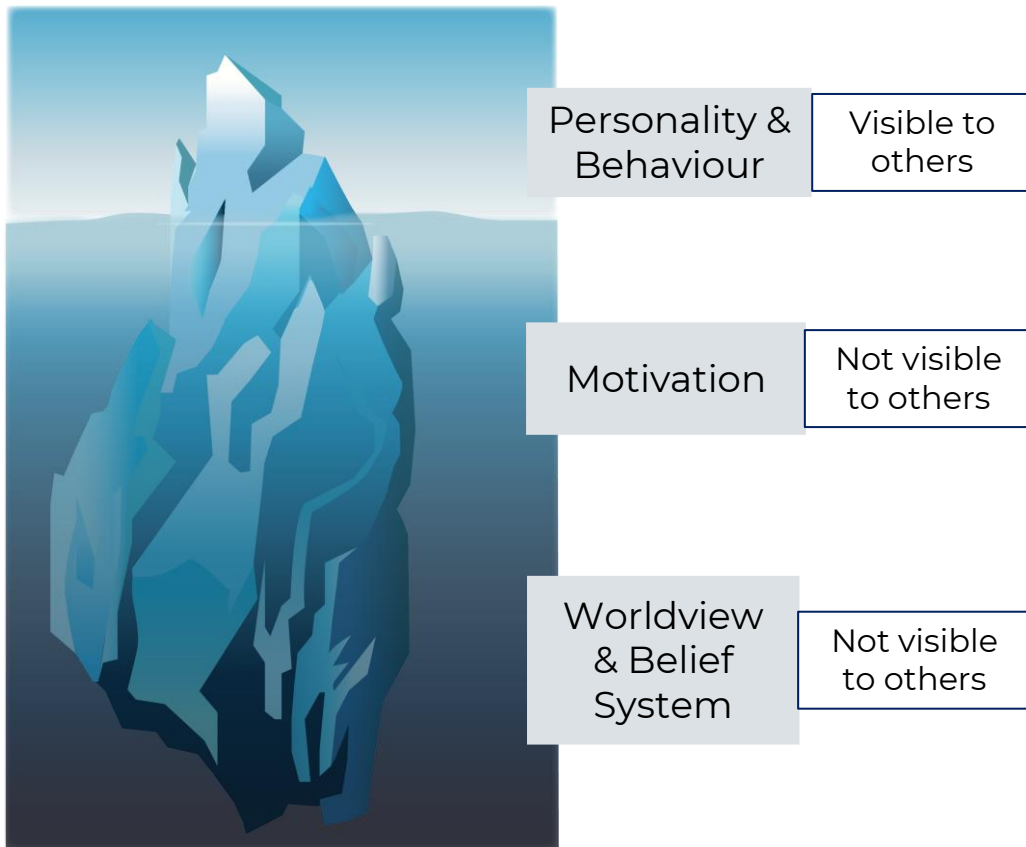 Personality &
Behaviour
Visible to
others
Motivation
Not visible
to others
Worldview
& Belief
System
Not visible
to others